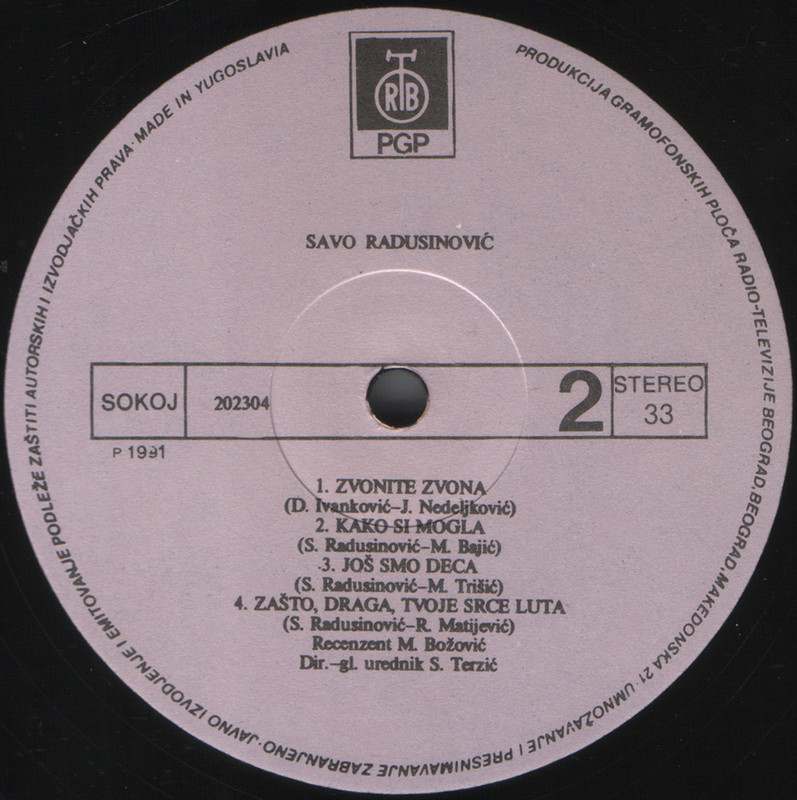 RTB
PGP
PRODUKCIJA GRAMOFONSKIH PLOČA RADIO-TELEVIZIJE BEOGRAD, BEOGRAD, MAKEDONSKA 21 · UMNOŽAVANJE I PRESNIMAVANJE ZABRANJENO · JAVNO IZVODJENJE I EMITOVANJE PODLEŽE ZAŠTITI AUTORSKIH I IZVODJAČKIH PRAVA · MADE IN YUGOSLAVIA
SAVO RADUSINOVIĆ
SOKOJ 202304 2 STEREO 33
P 1991
1. ZVONITE ZVONA
(D. Ivanković–J. Nedeljković)
2. KAKO SI MOGLA
(S. Radusinović–M. Bajić)
3. JOŠ SMO DECA
(S. Radusinović–M. Trišić)
4. ZAŠTO, DRAGA, TVOJE SRCE LUTA
(S. Radusinović–R. Matijević)
Recenzent M. Božović
Dir.–gl. urednik S. Terzić